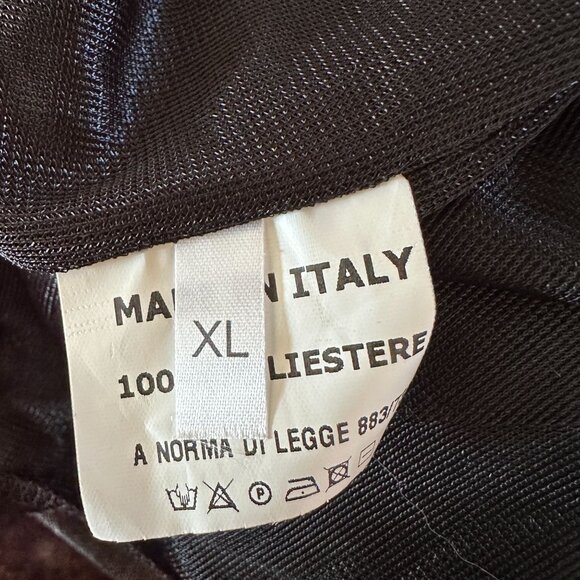 MA N ITALY
XL
100 LIESTERE
A NORMA DI LEGGE 883/
P